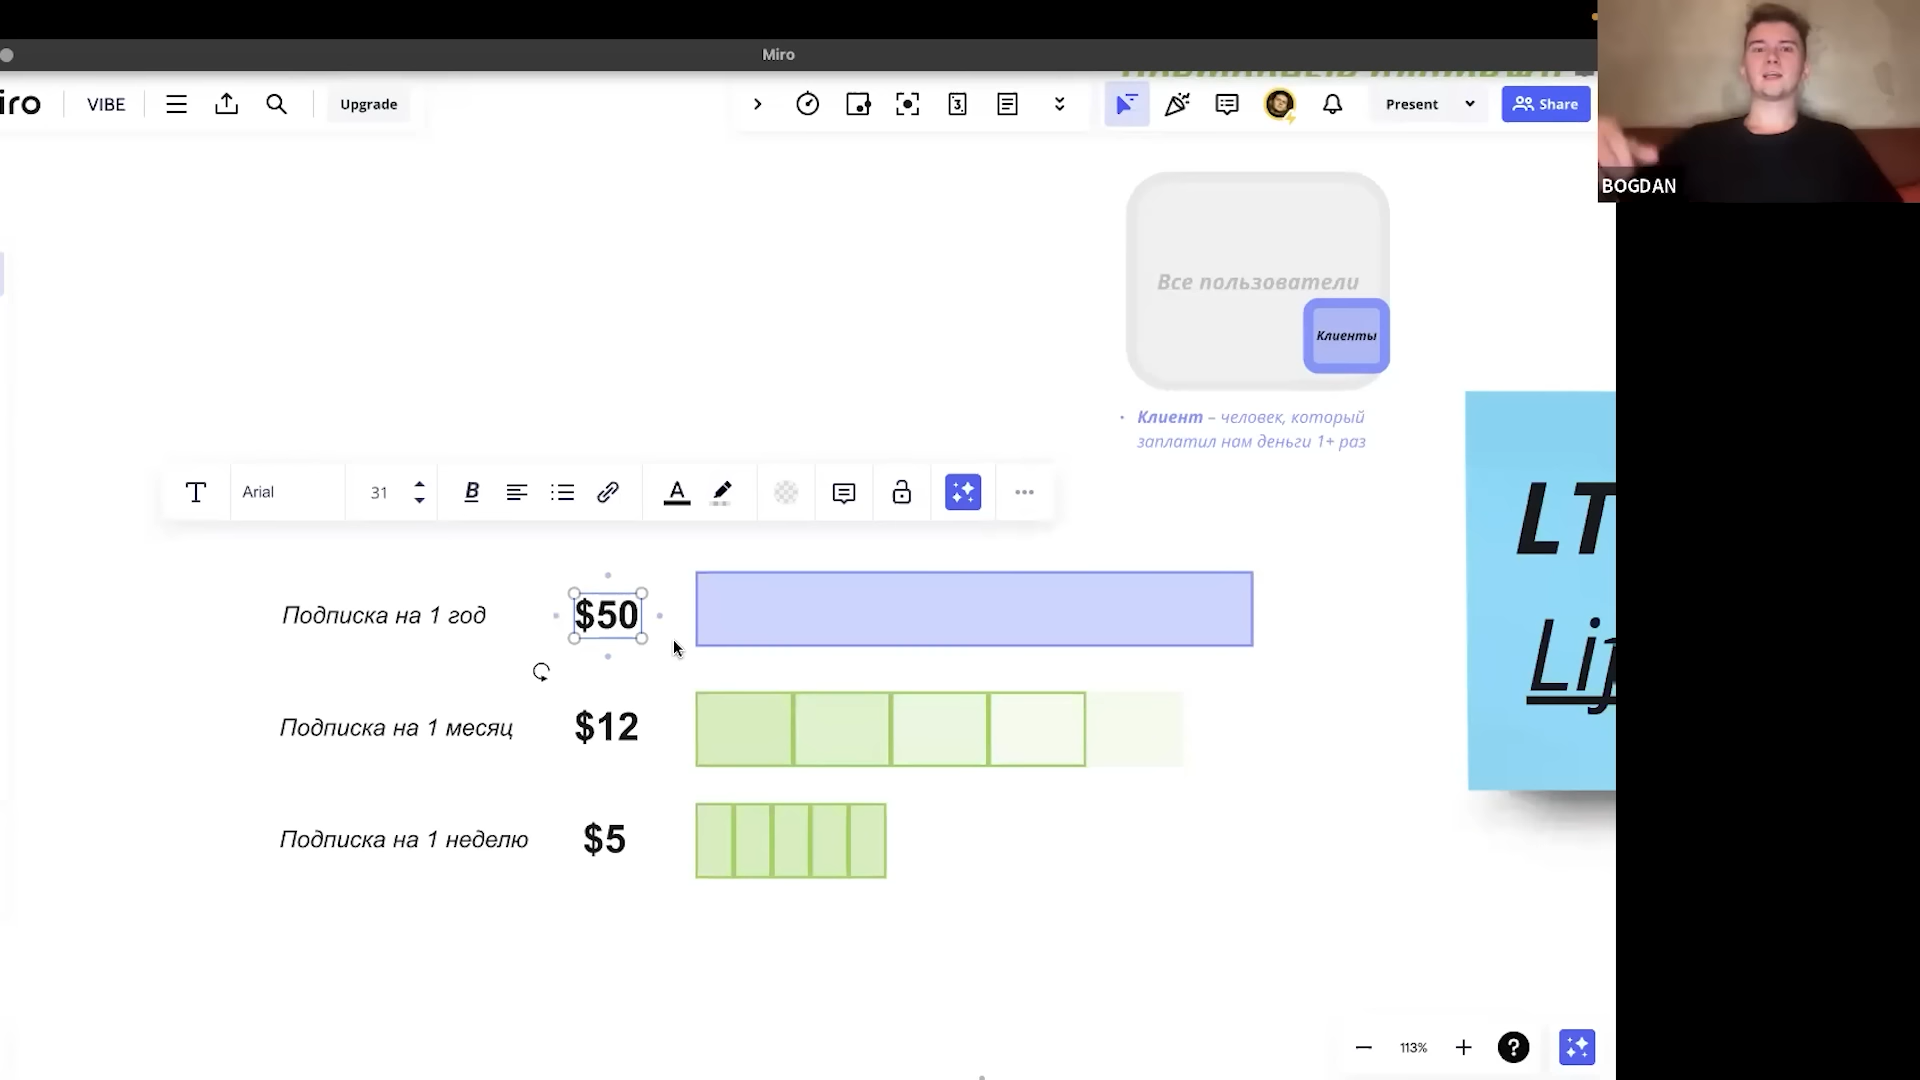 Miro
iro
VIBE
Upgrade
3
Present
Share
BOGDAN
Все пользователи
Клиенты
• Клиент – человек, который
заплатил нам деньги 1+ раз
Arial
31
B
A
LT
Подписка на 1 год
$50
Подписка на 1 месяц
$12
Подписка на 1 неделю
$5
113%